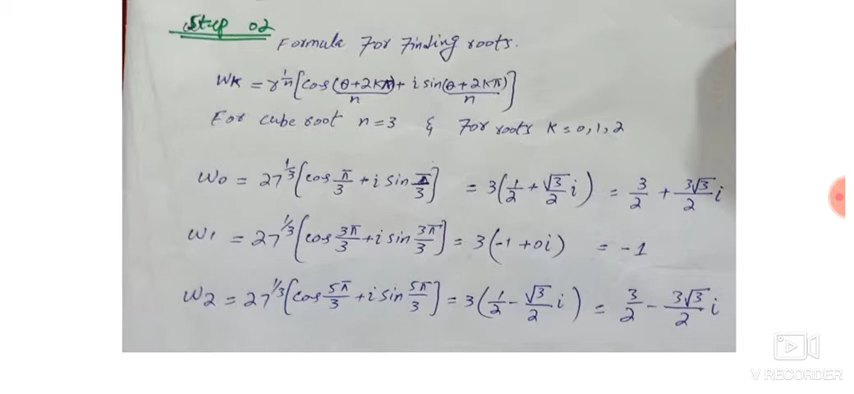 Step 02
Formula For Finding roots.
WK = r^(1/n) [cos (θ+2Kπ)/n + i sin (θ+2Kπ)/n]
For cube root n=3 & For roots K=0,1,2
W0 = 27^(1/3) (cos π/3 + i sin π/3) = 3(1/2 + √3/2 i) = 3/2 + 3√3/2 i
W1 = 27^(1/3) (cos 3π/3 + i sin 3π/3) = 3(-1 + 0i) = -1
W2 = 27^(1/3) (cos 5π/3 + i sin 5π/3) = 3(1/2 - √3/2 i) = 3/2 - 3√3/2 i
V RECORDER